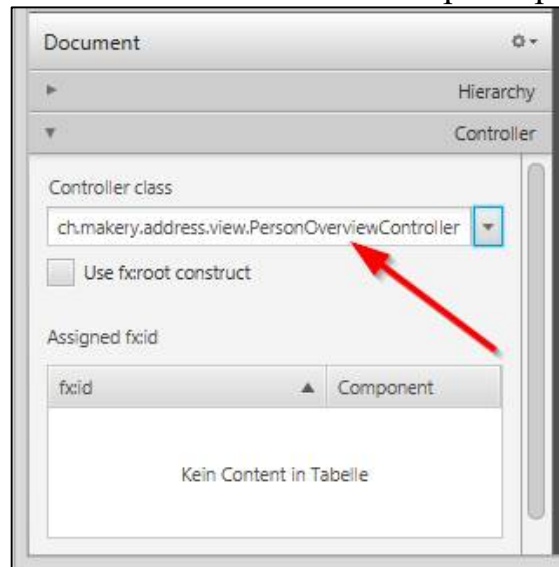 Document
Hierarchy
Controller
Controller class
ch.makery.address.view.PersonOverviewController
Use fx:root construct
Assigned fx:id
fx:id Component
Kein Content in Tabelle